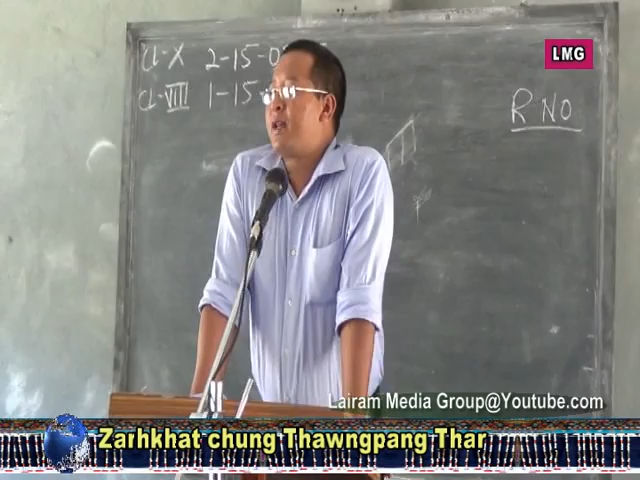 CL-X 2-15-0
CL-VIII 1-15
LMG
R NO
Lairam Media Group@Youtube.com
Zarhkhat chung Thawngpang Thar